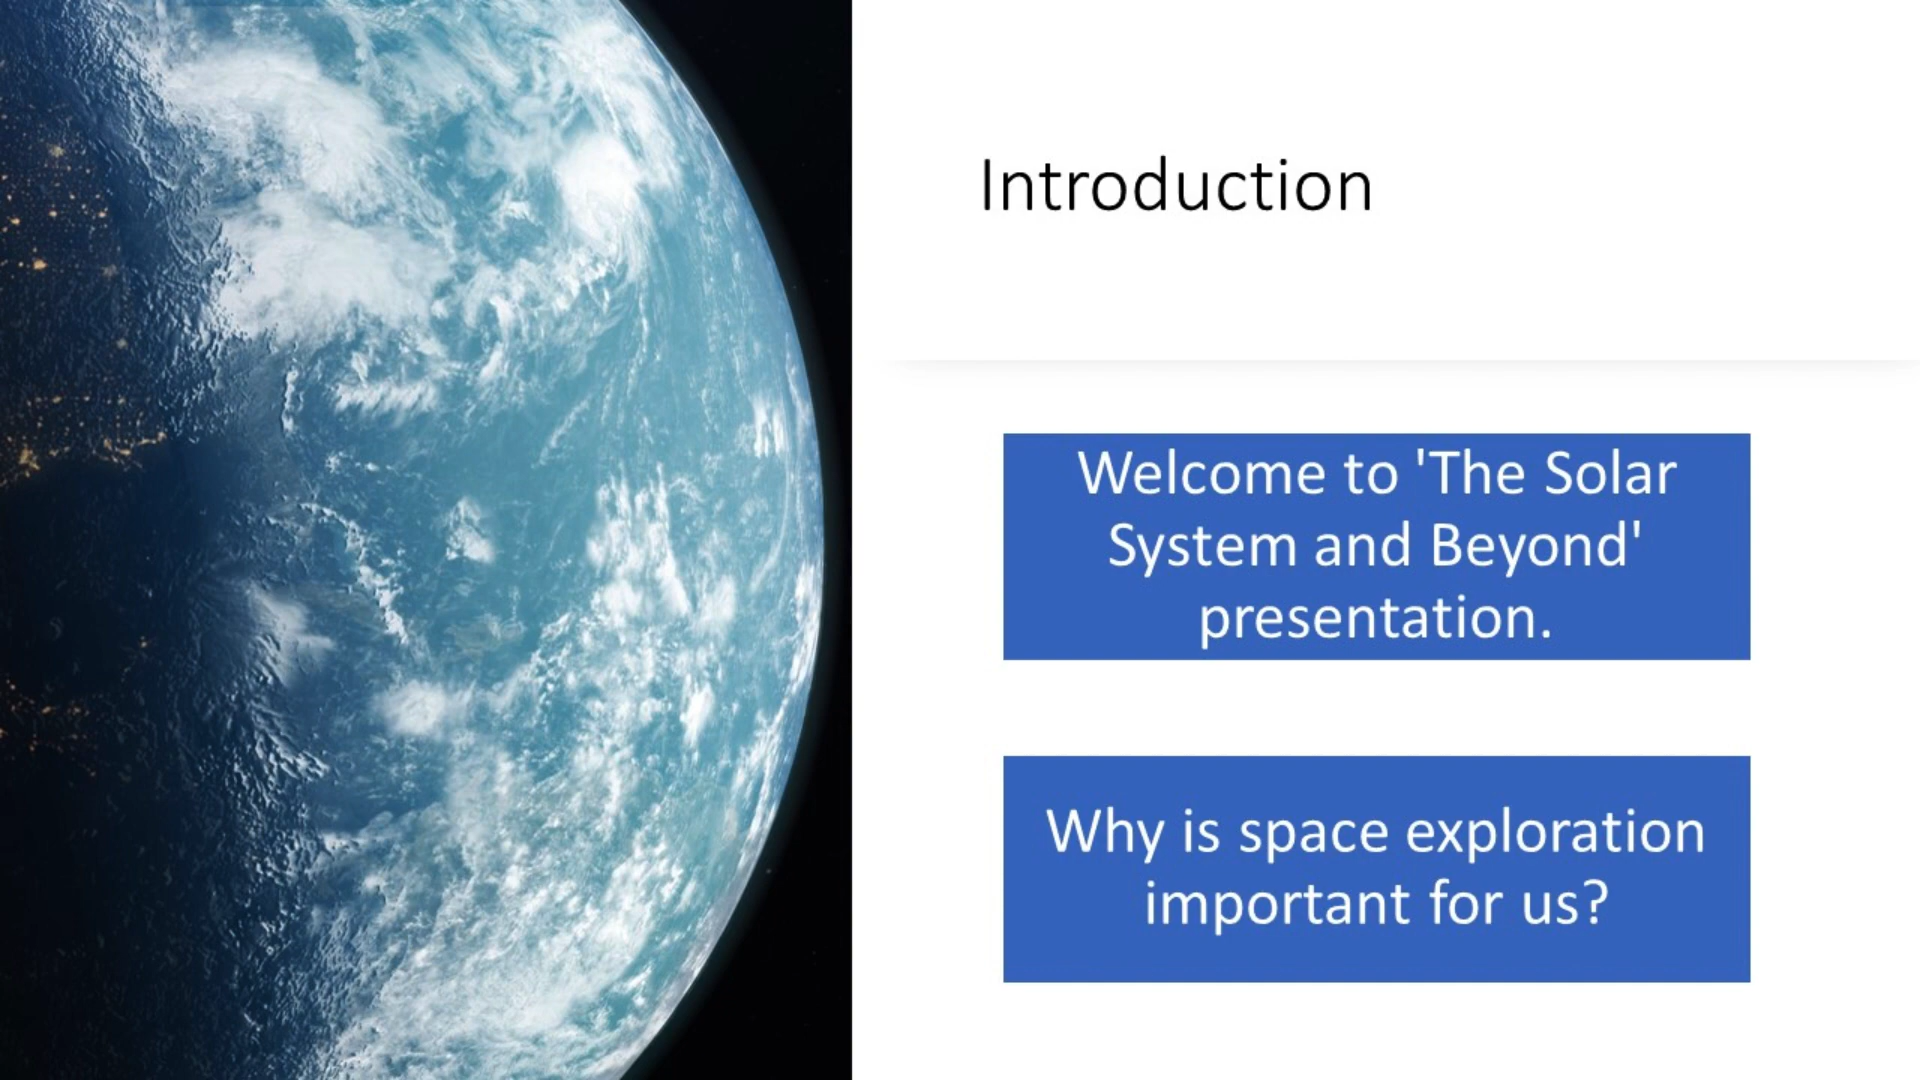 Introduction
Welcome to 'The Solar
System and Beyond'
presentation.
Why is space exploration
important for us?